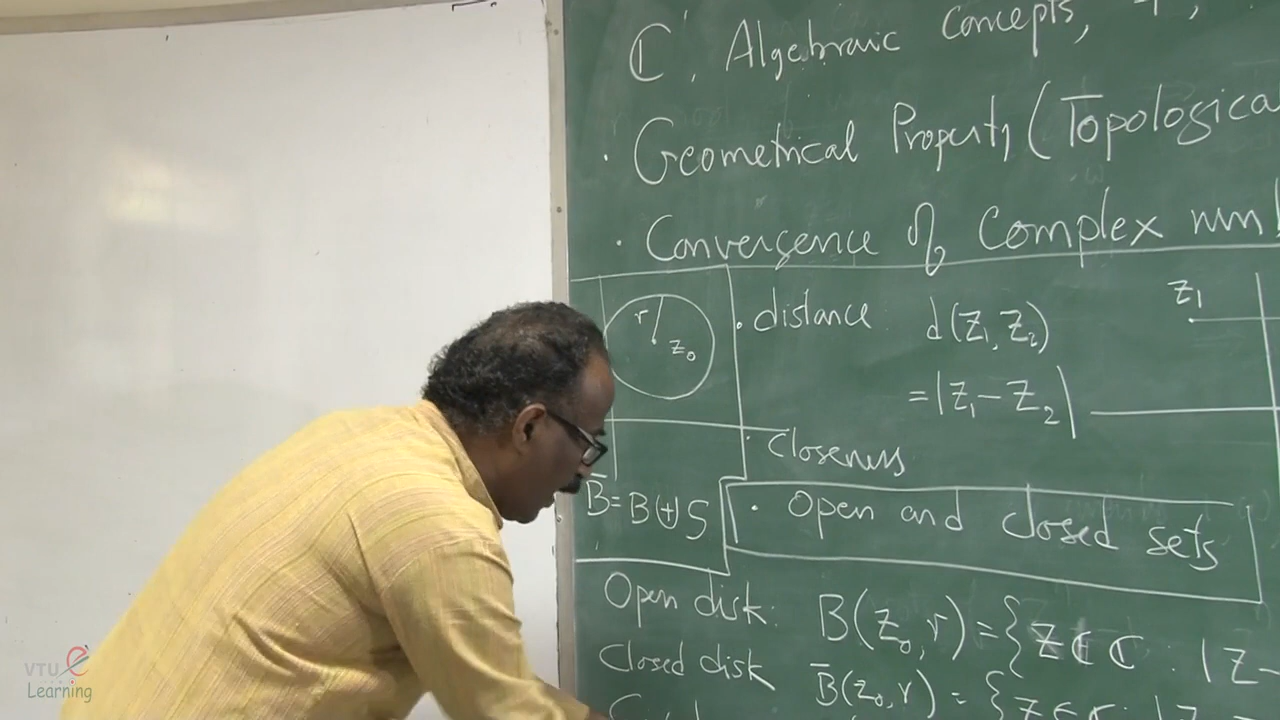 ℂ, Algebraic concepts, +,
· Geometrical Property (Topologica
· Convergence of Complex num
r
z₀
· distance d(z₁, z₂)
z₁
= |z₁ - z₂|
· closeness
B̄ = B ⊎ S
· Open and closed sets
Open disk: B(z₀, r) = { z ∈ ℂ : |z -
Closed disk B̄(z₀, r) = { z ∈ ℂ : |z -
VTU e
Learning